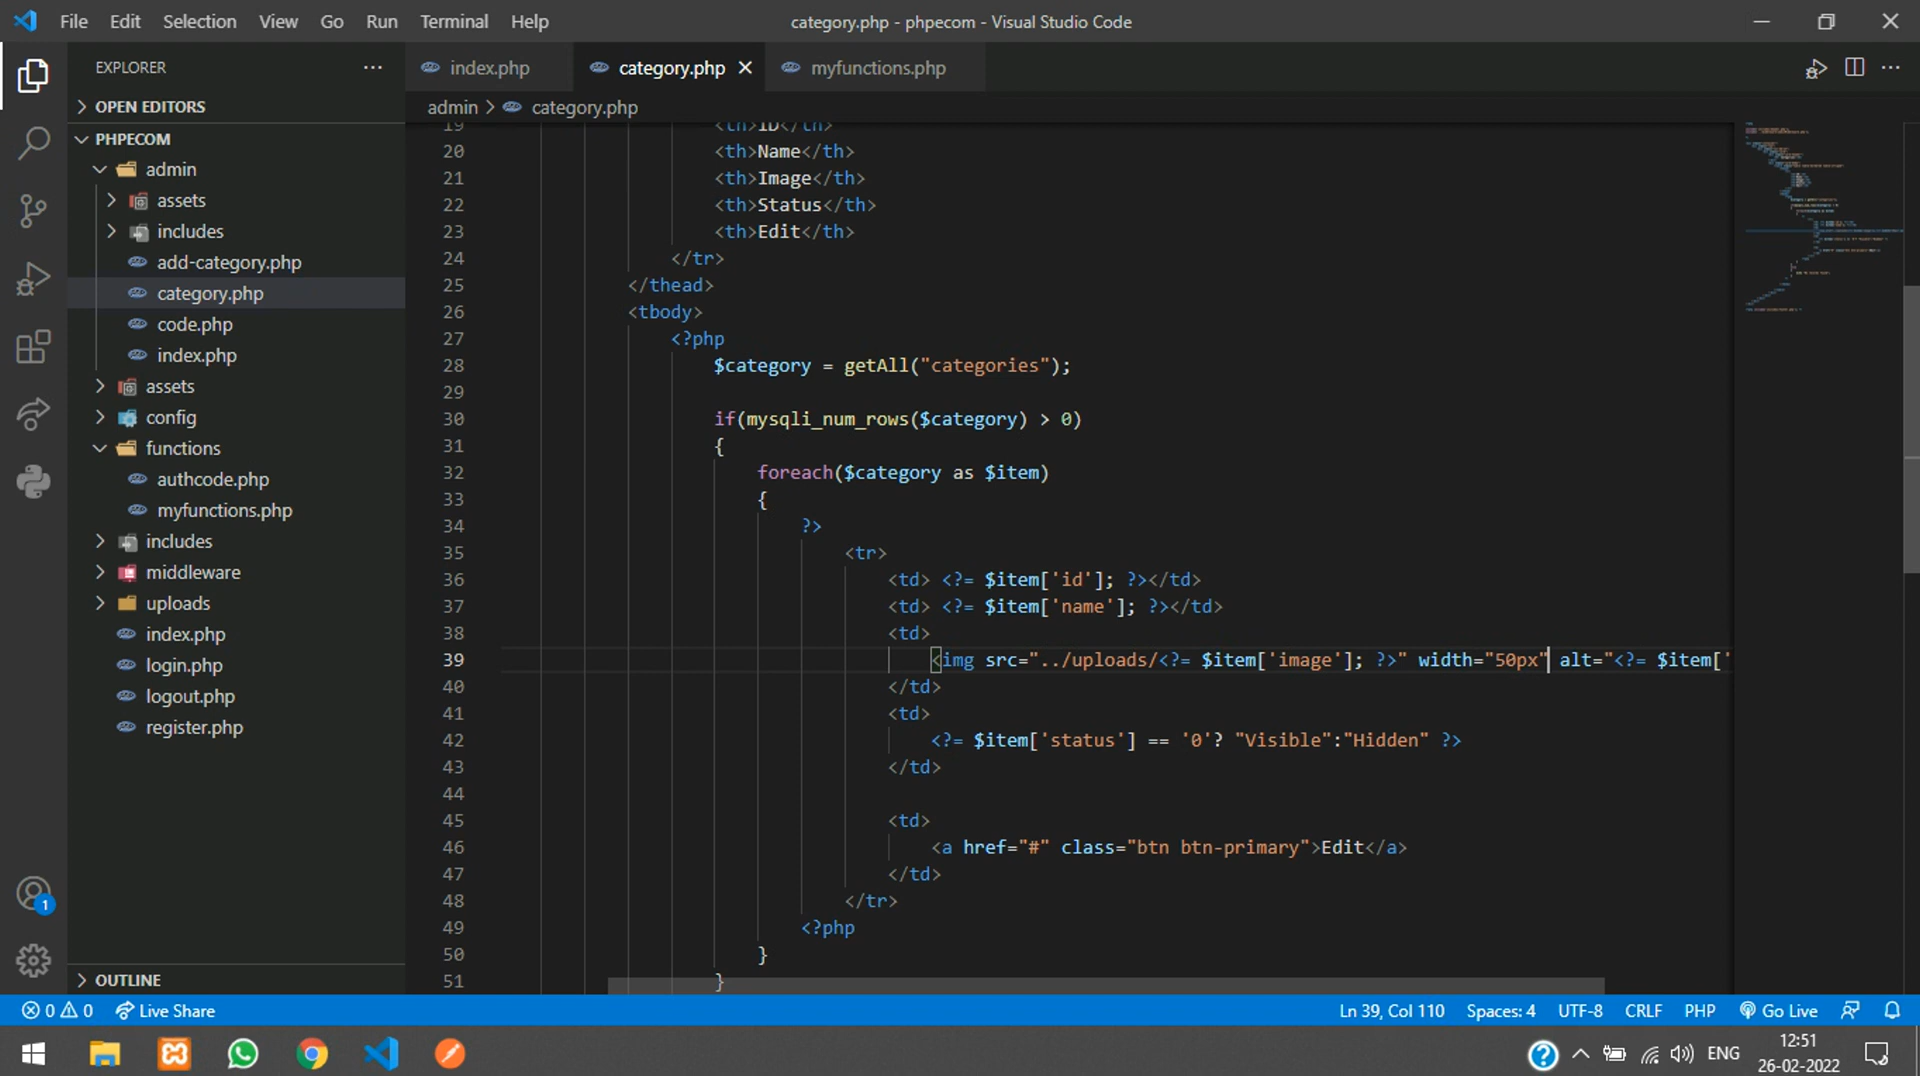 File Edit Selection View Go Run Terminal Help
category.php - phpecom - Visual Studio Code
EXPLORER
index.php
category.php
myfunctions.php
OPEN EDITORS
admin > category.php
PHPECOM
admin
assets
includes
add-category.php
category.php
code.php
index.php
assets
config
functions
authcode.php
myfunctions.php
includes
middleware
uploads
index.php
login.php
logout.php
register.php
OUTLINE
19 <th>ID</th>
20 <th>Name</th>
21 <th>Image</th>
22 <th>Status</th>
23 <th>Edit</th>
24 </tr>
25 </thead>
26 <tbody>
27 <?php
28 $category = getAll("categories");
29
30 if(mysqli_num_rows($category) > 0)
31 {
32 foreach($category as $item)
33 {
34 ?>
35 <tr>
36 <td> <?= $item['id']; ?></td>
37 <td> <?= $item['name']; ?></td>
38 <td>
39 <img src="../uploads/<?= $item['image']; ?>" width="50px" alt="<?= $item['
40 </td>
41 <td>
42 <?= $item['status'] == '0'? "Visible":"Hidden" ?>
43 </td>
44
45 <td>
46 <a href="#" class="btn btn-primary">Edit</a>
47 </td>
48 </tr>
49 <?php
50 }
51 }
1
0 0 Live Share
Ln 39, Col 110 Spaces: 4 UTF-8 CRLF PHP Go Live
ENG
12:51
26-02-2022